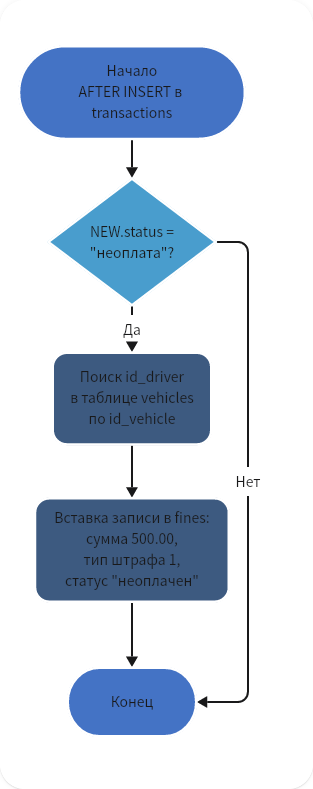 Начало
AFTER INSERT в
transactions
NEW.status =
"неоплата"?
Да
Поиск id_driver
в таблице vehicles
по id_vehicle
Нет
Вставка записи в fines:
сумма 500.00,
тип штрафа 1,
статус "неоплачен"
Конец